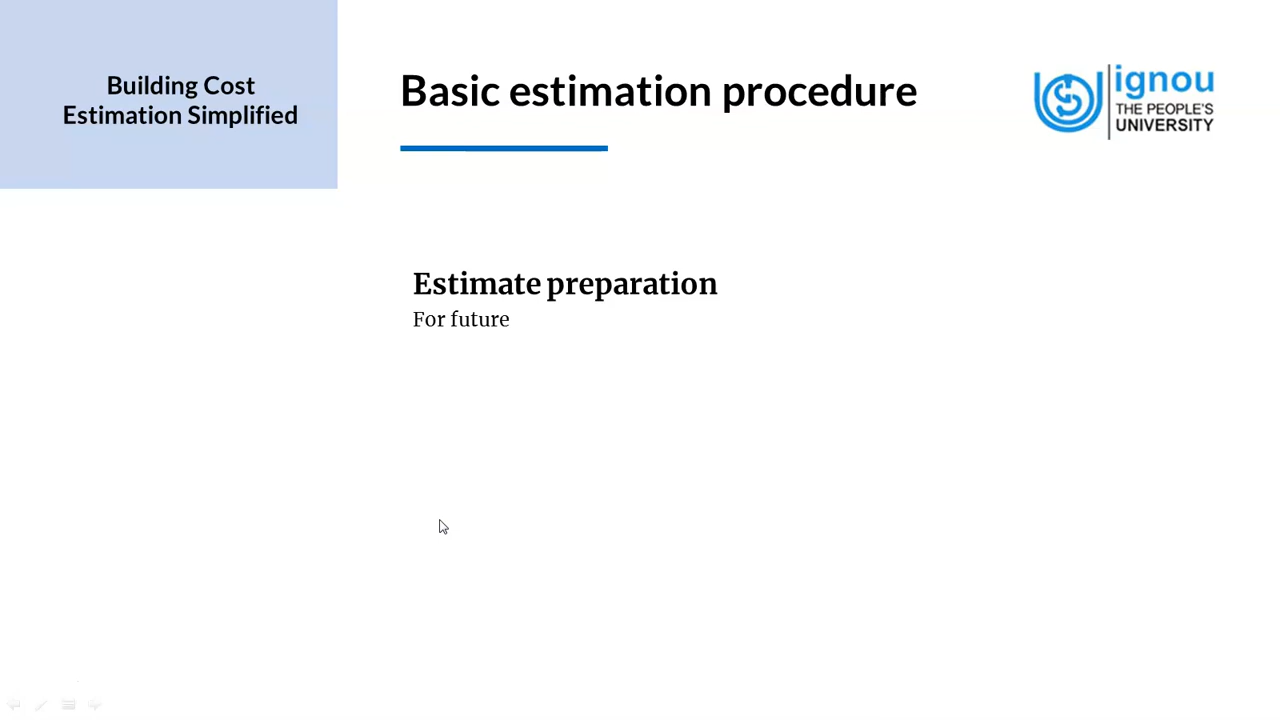 Building Cost
Estimation Simplified
Basic estimation procedure
ignou
THE PEOPLE'S
UNIVERSITY
Estimate preparation
For future